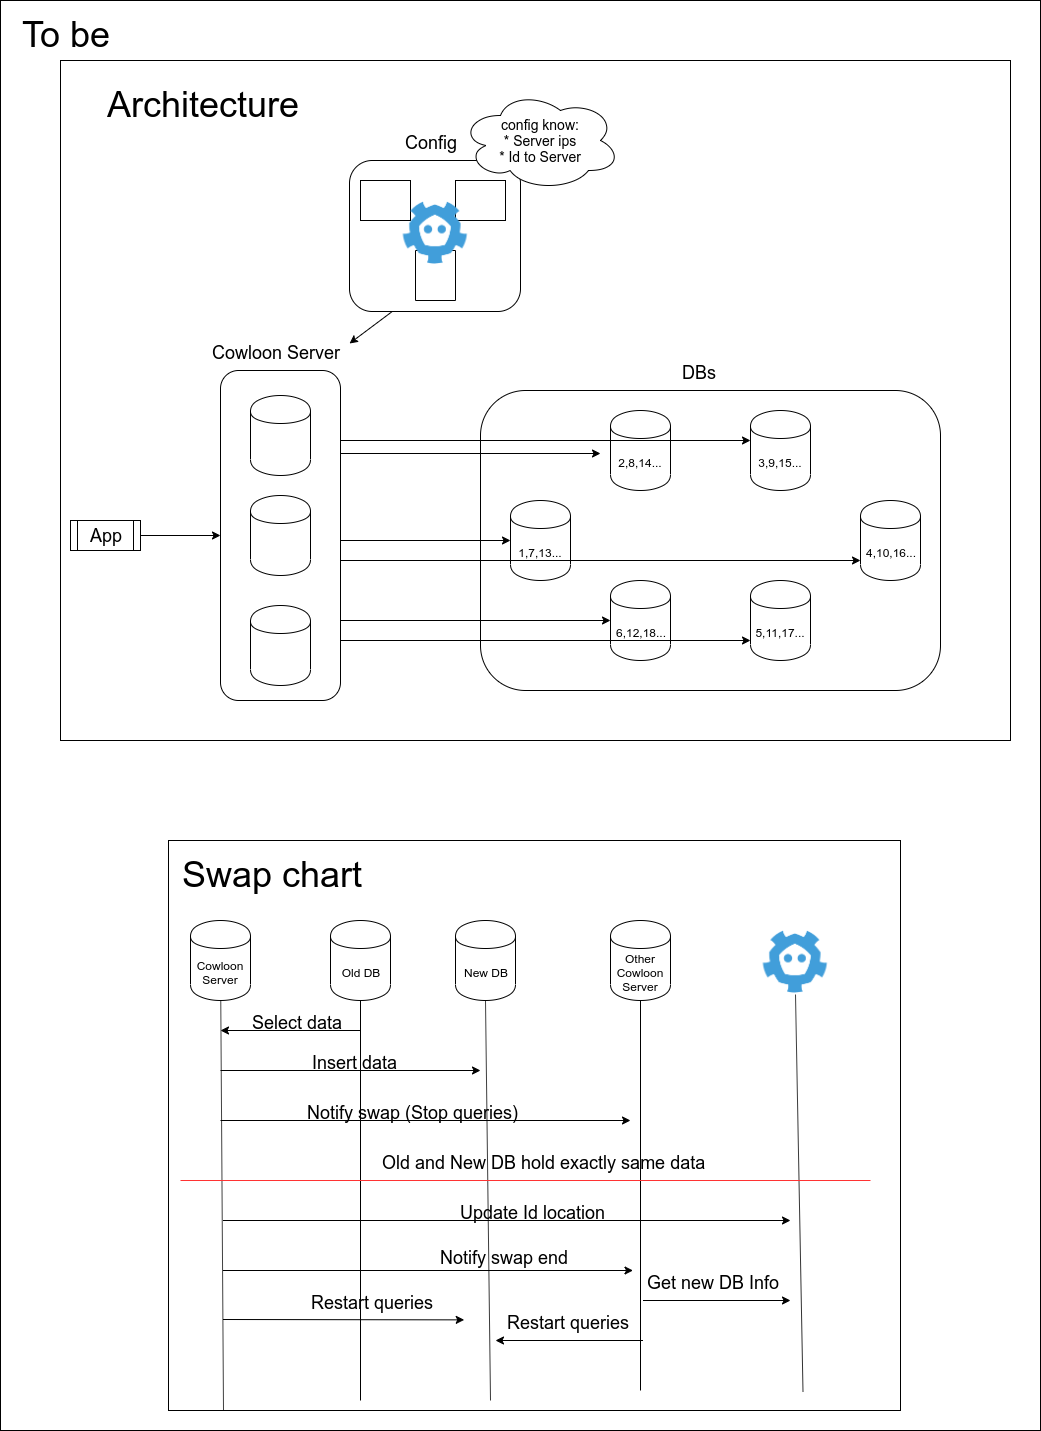 To be
Architecture
config know:
* Server ips
* Id to Server
Config
Cowloon Server
DBs
2,8,14...
3,9,15...
App
1,7,13...
4,10,16...
6,12,18...
5,11,17...
Swap chart
Cowloon
Server
Old DB
New DB
Other
Cowloon
Server
Select data
Insert data
Notify swap (Stop queries)
Old and New DB hold exactly same data
Update Id location
Notify swap end
Get new DB Info
Restart queries
Restart queries